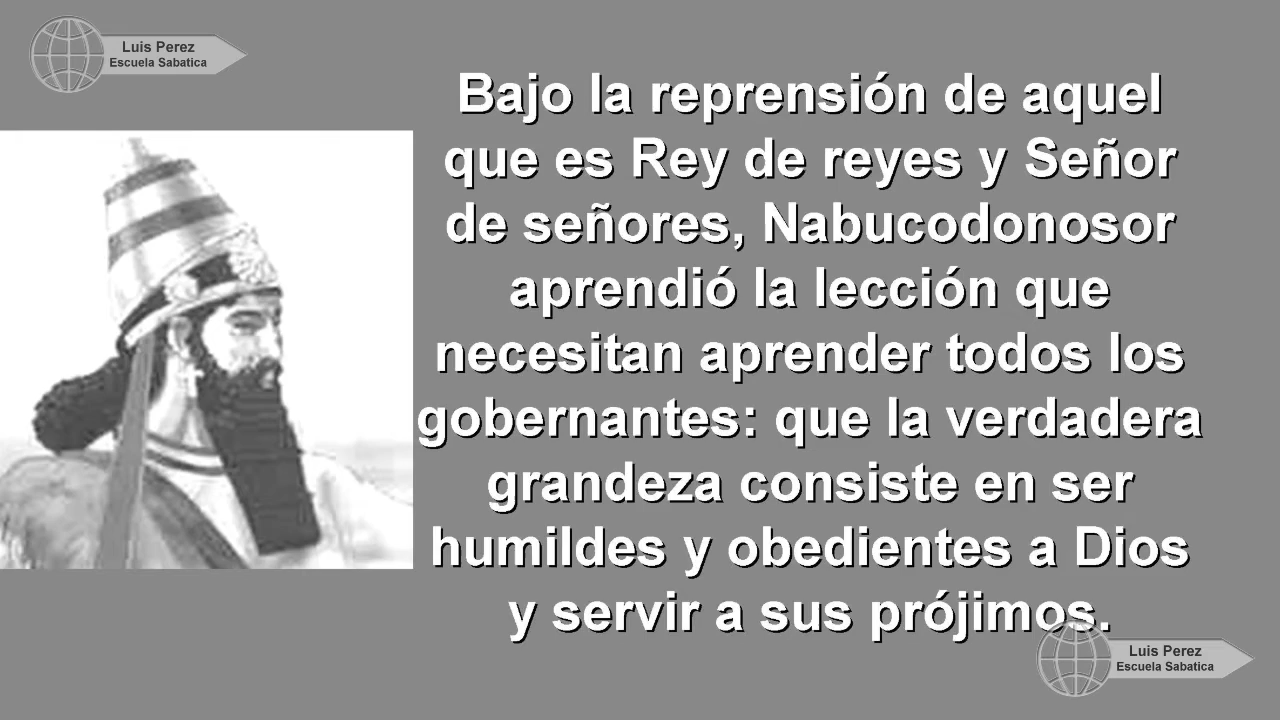 Luis Perez
Escuela Sabatica
Bajo la reprensión de aquel
que es Rey de reyes y Señor
de señores, Nabucodonosor
aprendió la lección que
necesitan aprender todos los
gobernantes: que la verdadera
grandeza consiste en ser
humildes y obedientes a Dios
y servir a sus prójimos.
Luis Perez
Escuela Sabatica